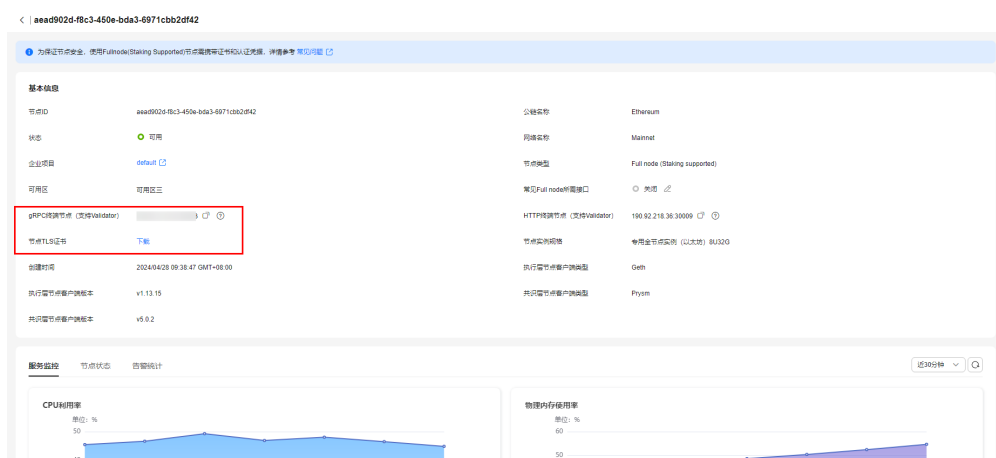 aead902d-f8c3-450e-bda3-6971cbb2df42
为保证节点安全，使用Fullnode(Staking Supported)节点需携带证书和认证凭据，详情参考 常见问题
基本信息
节点ID aead902d-f8c3-450e-bda3-6971cbb2df42 公链名称 Ethereum
状态 可用 网络名称 Mainnet
企业项目 default 节点类型 Full node (Staking supported)
可用区 可用区三 常见Full node所需接口 关闭
gRPC终端节点（支持Validator） HTTP终端节点（支持Validator） 190.92.218.36:30009
节点TLS证书 下载 节点实例规格 专用全节点实例（以太坊）8U32G
创建时间 2024/04/28 09:38:47 GMT+08:00 执行层节点客户端类型 Geth
执行层节点客户端版本 v1.13.15 共识层节点客户端类型 Prysm
共识层节点客户端版本 v5.0.2
服务监控 节点状态 告警统计 近30分钟
CPU利用率 物理内存使用率
单位：% 单位：%
50 60
50